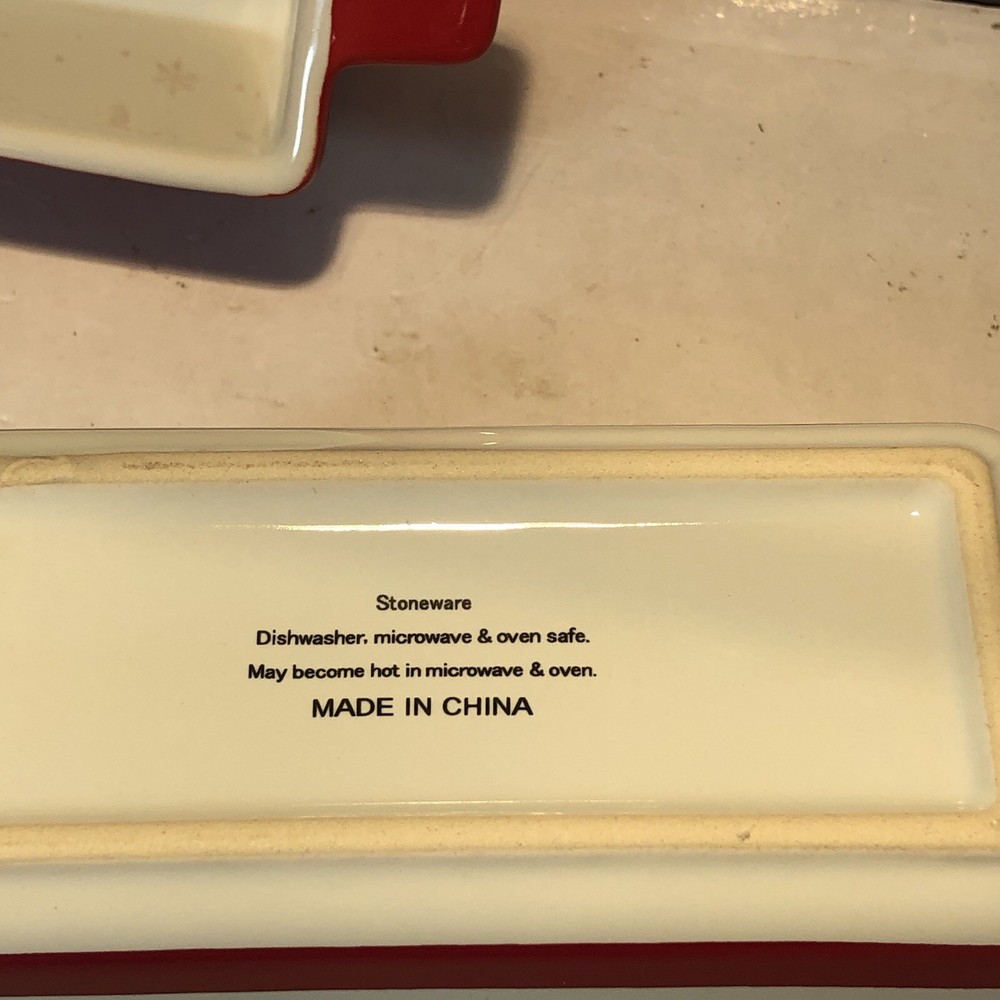 Stoneware
Dishwasher, microwave & oven safe.
May become hot in microwave & oven.
MADE IN CHINA